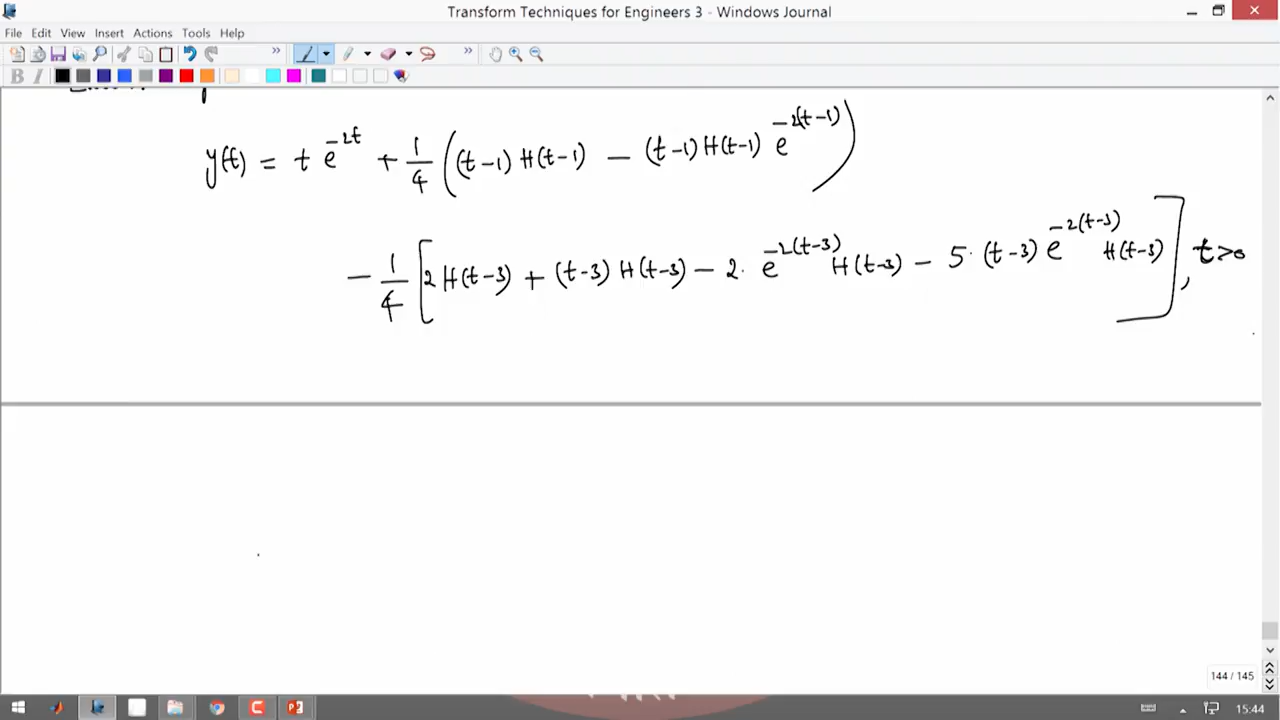 Transform Techniques for Engineers 3 - Windows Journal
File Edit View Insert Actions Tools Help
B I
y(t) = t e^{-2t} + 1/4 ( (t-1) H(t-1) - (t-1) H(t-1) e^{-2(t-1)} )
- 1/4 [ 2 H(t-3) + (t-3) H(t-3) - 2 · e^{-2(t-3)} H(t-3) - 5 · (t-3) e^{-2(t-3)} H(t-3) ] , t>0
144 / 145
15:44